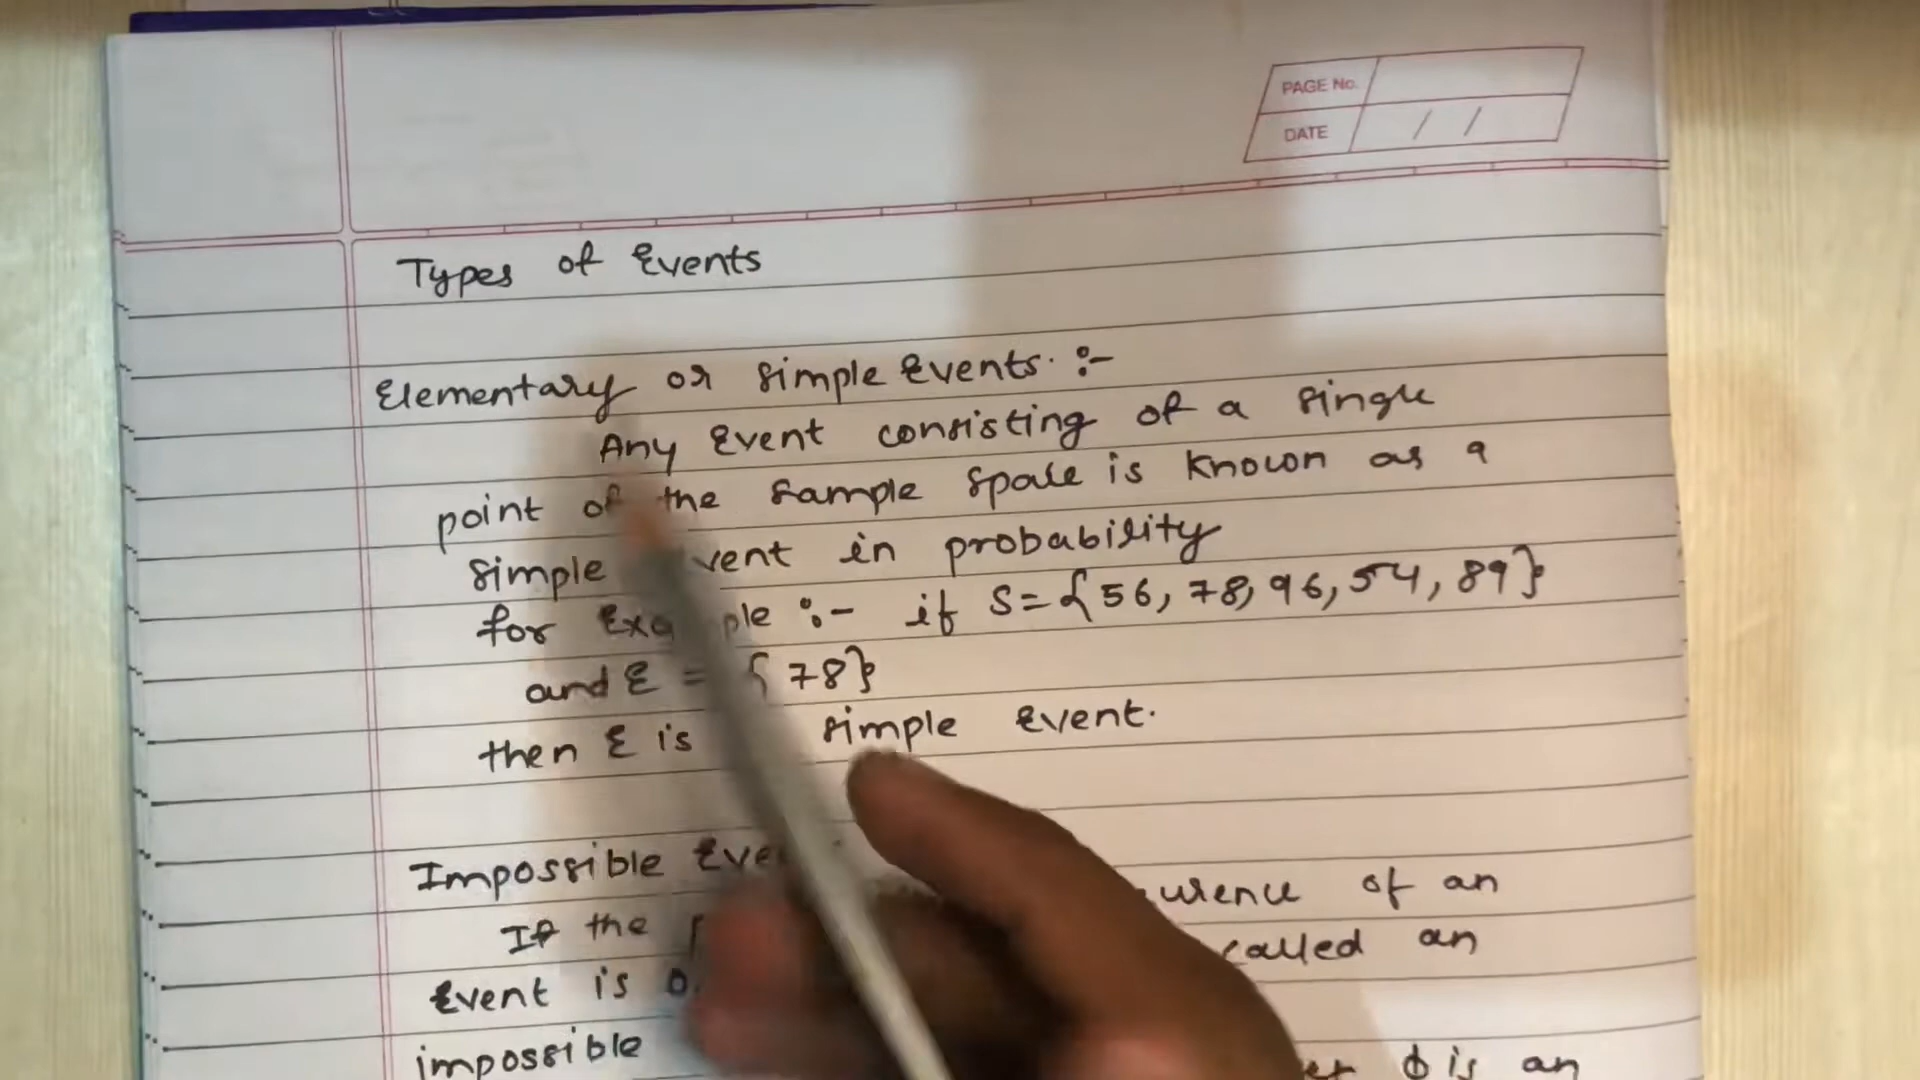 PAGE No.
DATE / /
Types of Events
Elementary or simple Events. :-
Any Event consisting of a single
point of the sample space is known as a
simple vent in probability
for Exa ple :- if S={56, 78, 96, 54, 89}
and E = { 78}
then E is simple Event.
Impossible Eve
urence of an
If the
called an
Event is 0.
impossible
ϕ is an